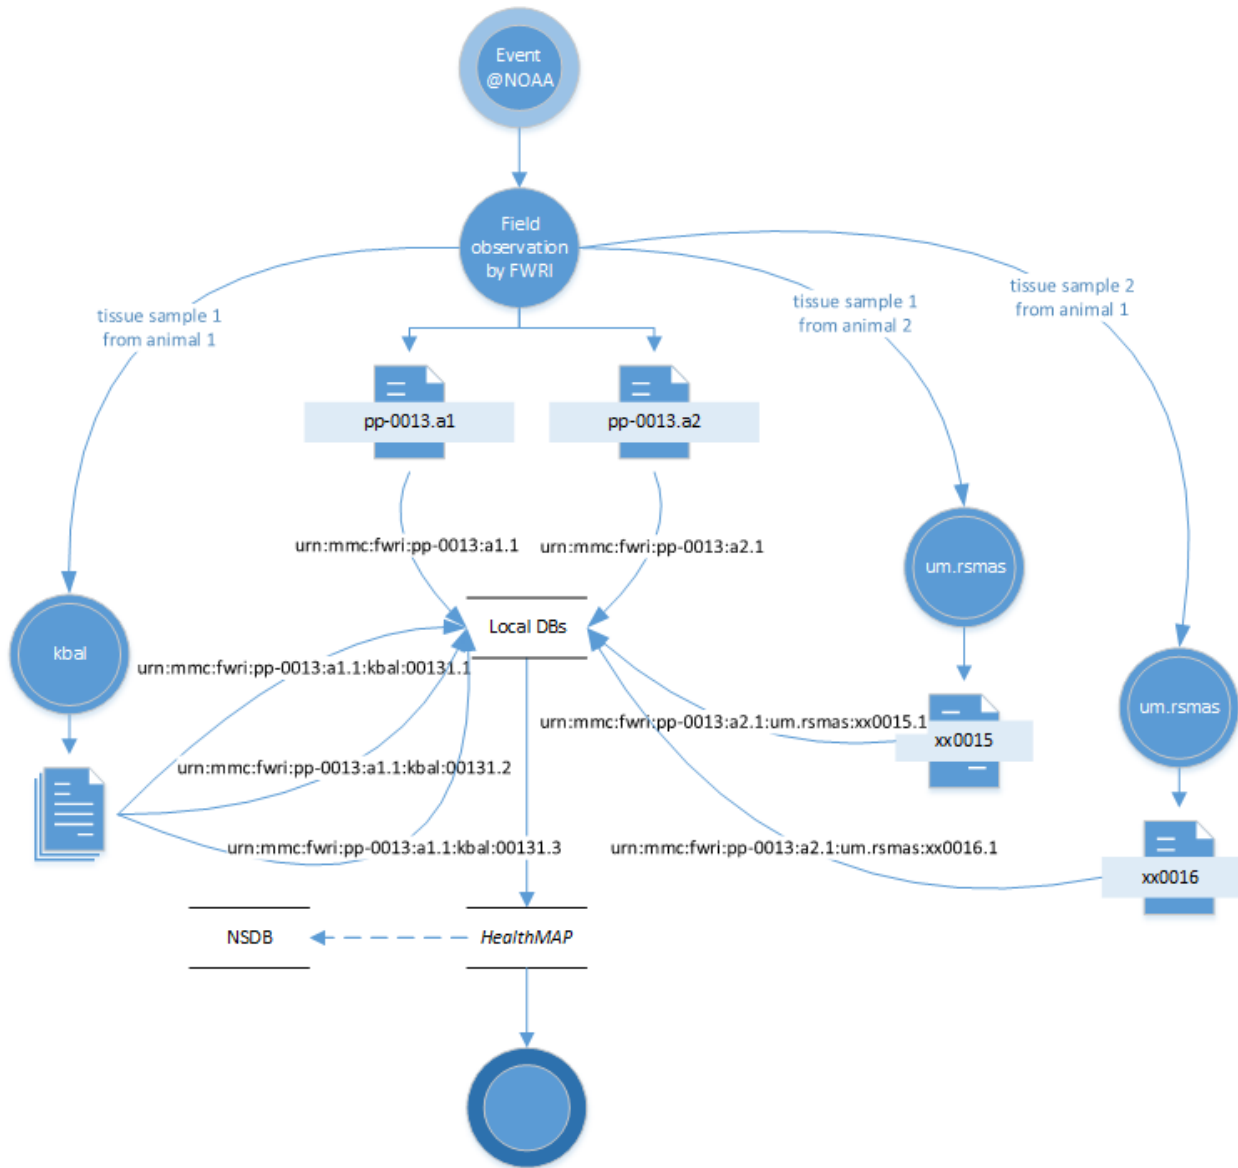 Event
@NOAA
Field
observation
by FWRI
tissue sample 1
from animal 1
tissue sample 1
from animal 2
tissue sample 2
from animal 1
pp-0013.a1
pp-0013.a2
urn:mmc:fwri:pp-0013:a1.1
urn:mmc:fwri:pp-0013:a2.1
um.rsmas
Local DBs
kbal
urn:mmc:fwri:pp-0013:a1.1:kbal:00131.1
um.rsmas
urn:mmc:fwri:pp-0013:a2.1:um.rsmas:xx0015.1
xx0015
urn:mmc:fwri:pp-0013:a1.1:kbal:00131.2
urn:mmc:fwri:pp-0013:a1.1:kbal:00131.3
urn:mmc:fwri:pp-0013:a2.1:um.rsmas:xx0016.1
xx0016
NSDB
HealthMAP